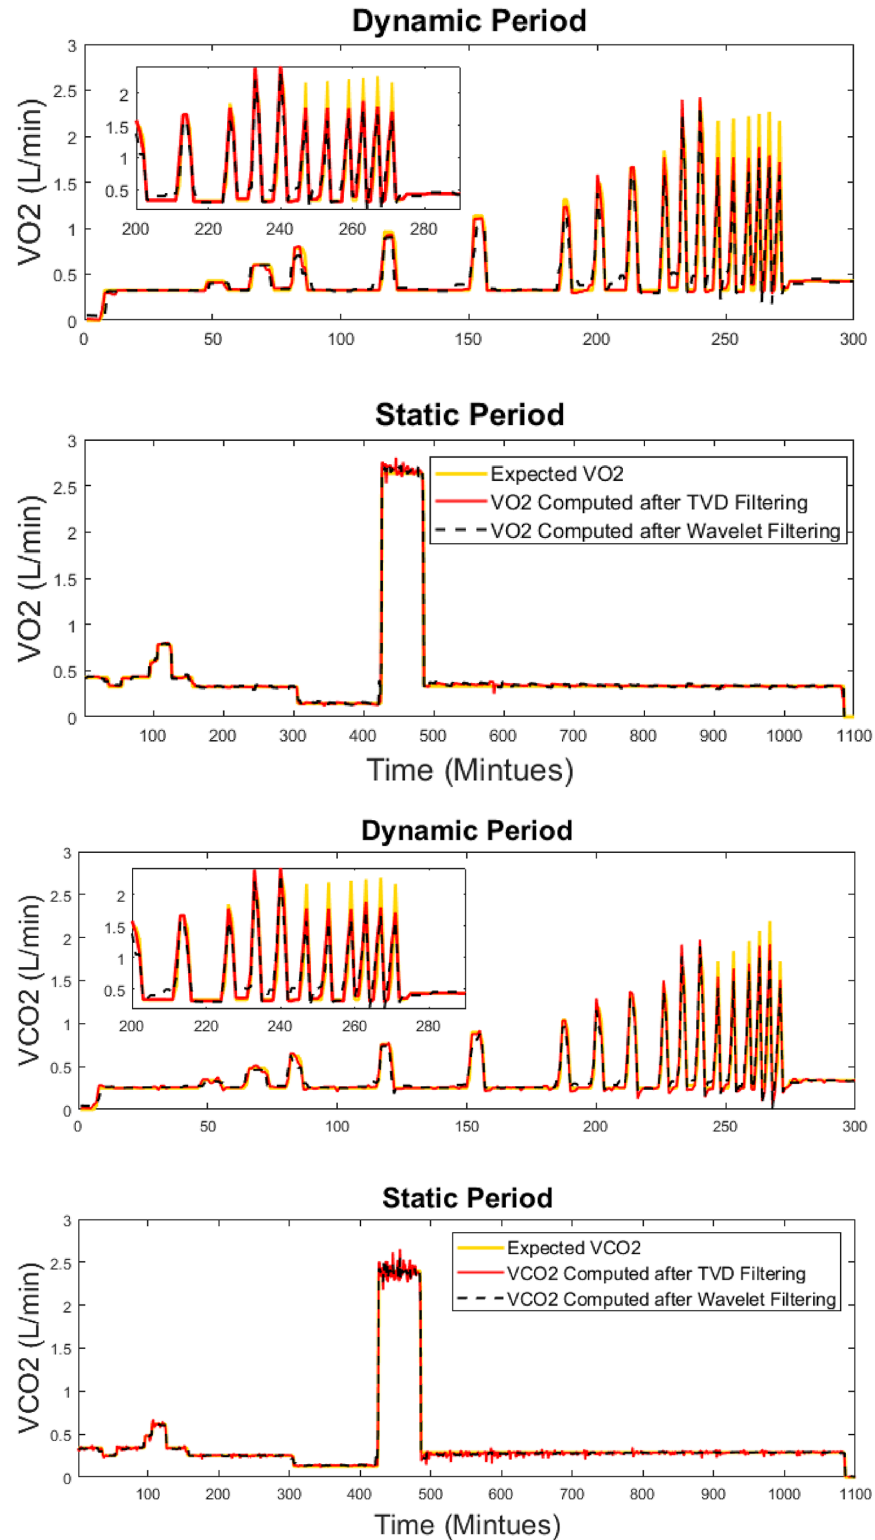 Dynamic Period
VO2 (L/min)
3
2.5
2
1.5
1
0.5
0
2
1.5
1
0.5
200 220 240 260 280
0 50 100 150 200 250 300
Static Period
VO2 (L/min)
3
2.5
2
1.5
1
0.5
0
Expected VO2
VO2 Computed after TVD Filtering
VO2 Computed after Wavelet Filtering
100 200 300 400 500 600 700 800 900 1000 1100
Time (Mintues)
Dynamic Period
VCO2 (L/min)
3
2.5
2
1.5
1
0.5
0
2
1.5
1
0.5
200 220 240 260 280
0 50 100 150 200 250 300
Static Period
VCO2 (L/min)
3
2.5
2
1.5
1
0.5
0
Expected VCO2
VCO2 Computed after TVD Filtering
VCO2 Computed after Wavelet Filtering
100 200 300 400 500 600 700 800 900 1000 1100
Time (Mintues)